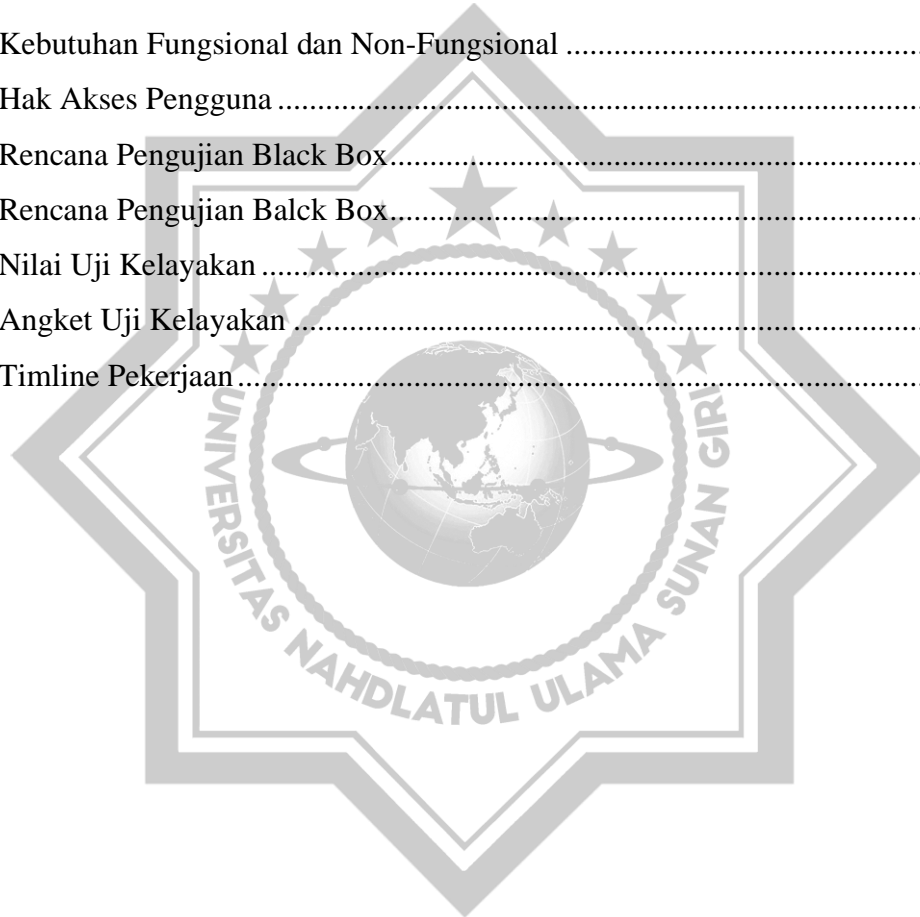 Kebutuhan Fungsional dan Non-Fungsional ..........................................
Hak Akses Pengguna ..........................................
Rencana Pengujian Black Box..........................................
Rencana Pengujian Balck Box..........................................
Nilai Uji Kelayakan ..........................................
Angket Uji Kelayakan ..........................................
Timline Pekerjaan ..........................................
UNIVERSITAS NAHDLATUL ULAMA SUNAN GIRI